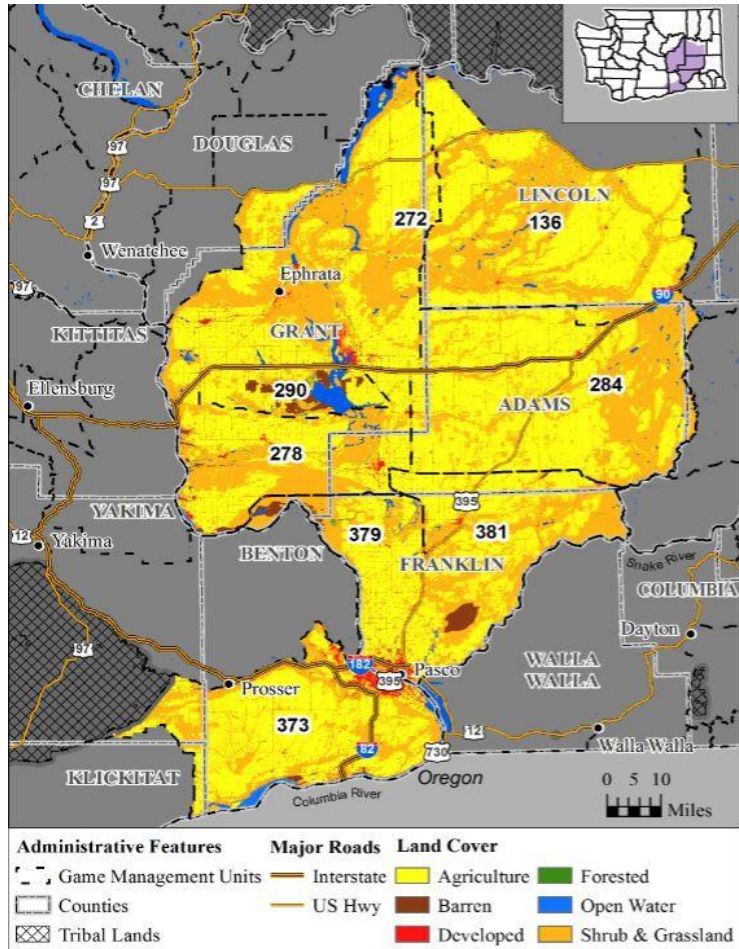 CHELAN
DOUGLAS
97
97
2
Wenatchee
97
KITTITAS
Ellensburg
272
LINCOLN
136
Ephrata
90
GRANT
290
284
ADAMS
278
YAKIMA
12
Yakima
395
379
381
BENTON
FRANKLIN
Snake River
COLUMBIA
97
Dayton
182
395
Pasco
WALLA
WALLA
Prosser
373
12
82
730
Walla Walla
KLICKITAT
Oregon
Columbia River
0 5 10
Miles
Administrative Features
Game Management Units
Counties
Tribal Lands
Major Roads
Interstate
US Hwy
Land Cover
Agriculture
Barren
Developed
Forested
Open Water
Shrub & Grassland